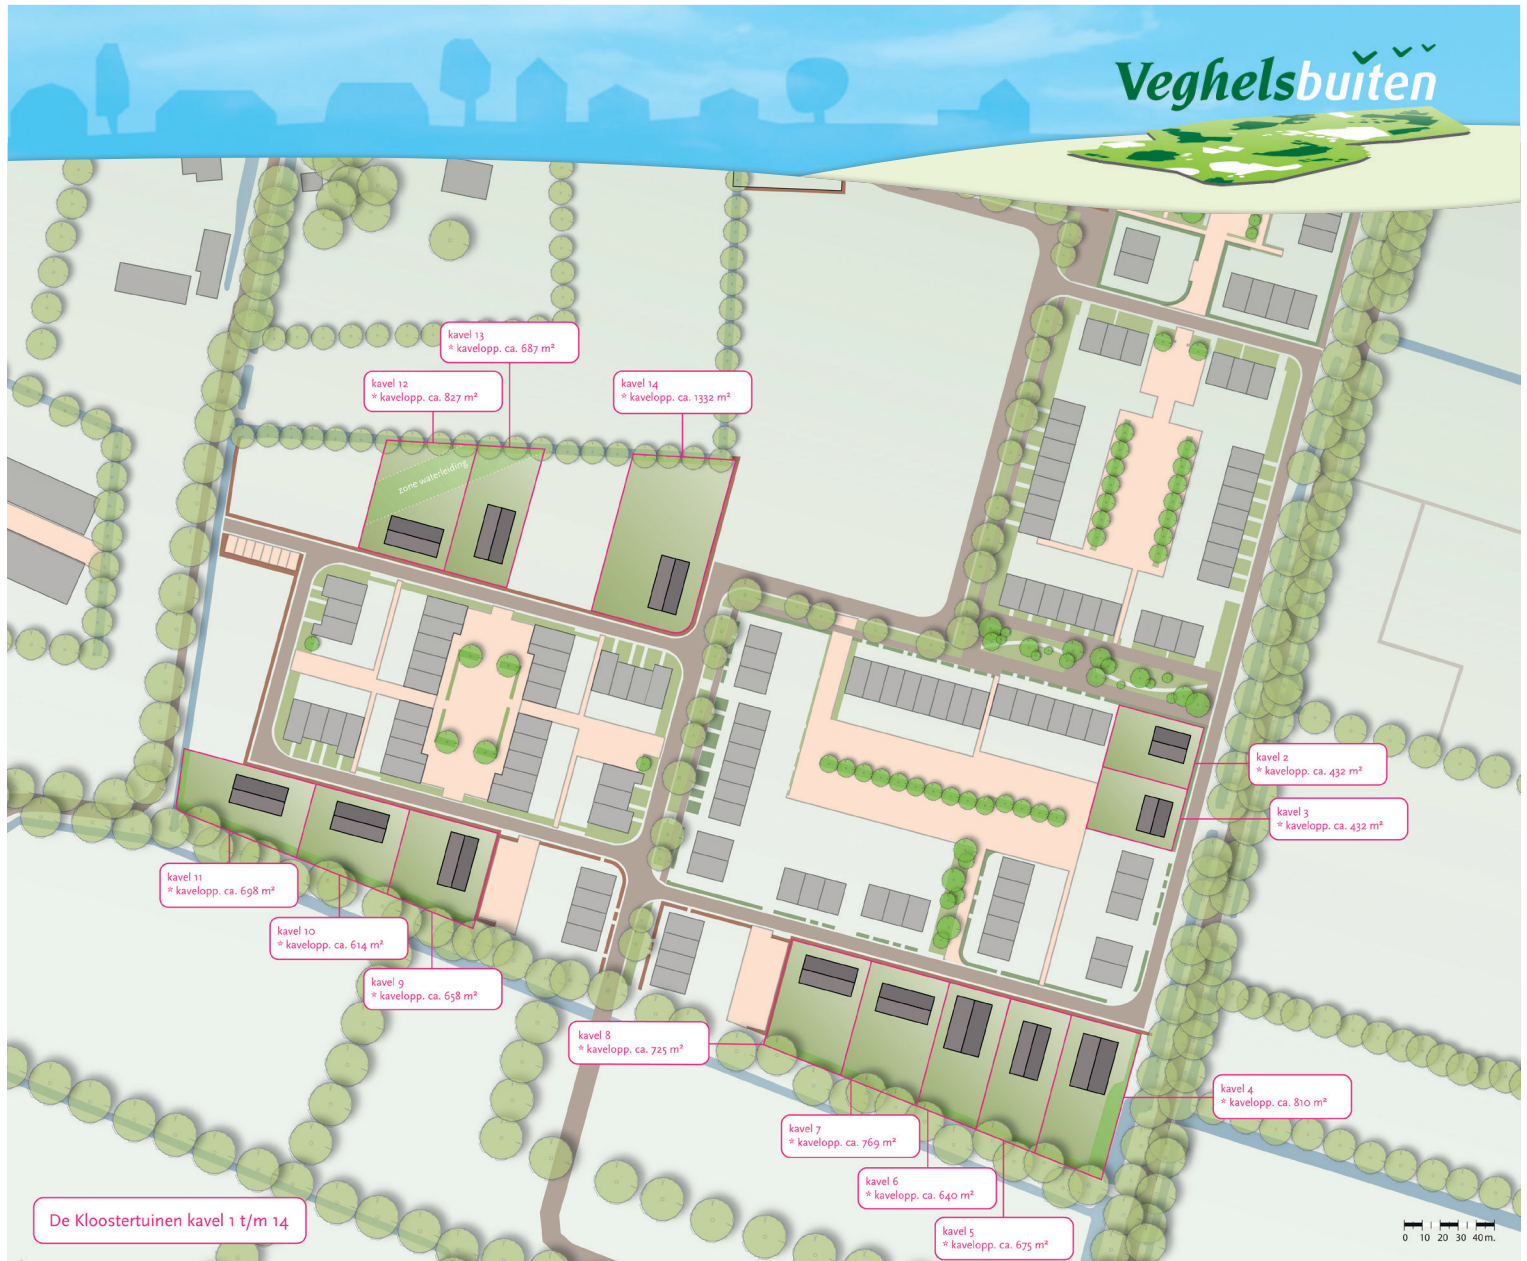 Veghelsbuiten
kavel 13
* kavelopp. ca. 687 m²
kavel 12
* kavelopp. ca. 827 m²
kavel 14
* kavelopp. ca. 1332 m²
zone waterleiding
kavel 2
* kavelopp. ca. 432 m²
kavel 3
* kavelopp. ca. 432 m²
kavel 11
* kavelopp. ca. 698 m²
kavel 10
* kavelopp. ca. 614 m²
kavel 9
* kavelopp. ca. 658 m²
kavel 8
* kavelopp. ca. 725 m²
kavel 4
* kavelopp. ca. 810 m²
kavel 7
* kavelopp. ca. 769 m²
kavel 6
* kavelopp. ca. 640 m²
kavel 5
* kavelopp. ca. 675 m²
De Kloostertuinen kavel 1 t/m 14
0 10 20 30 40m.